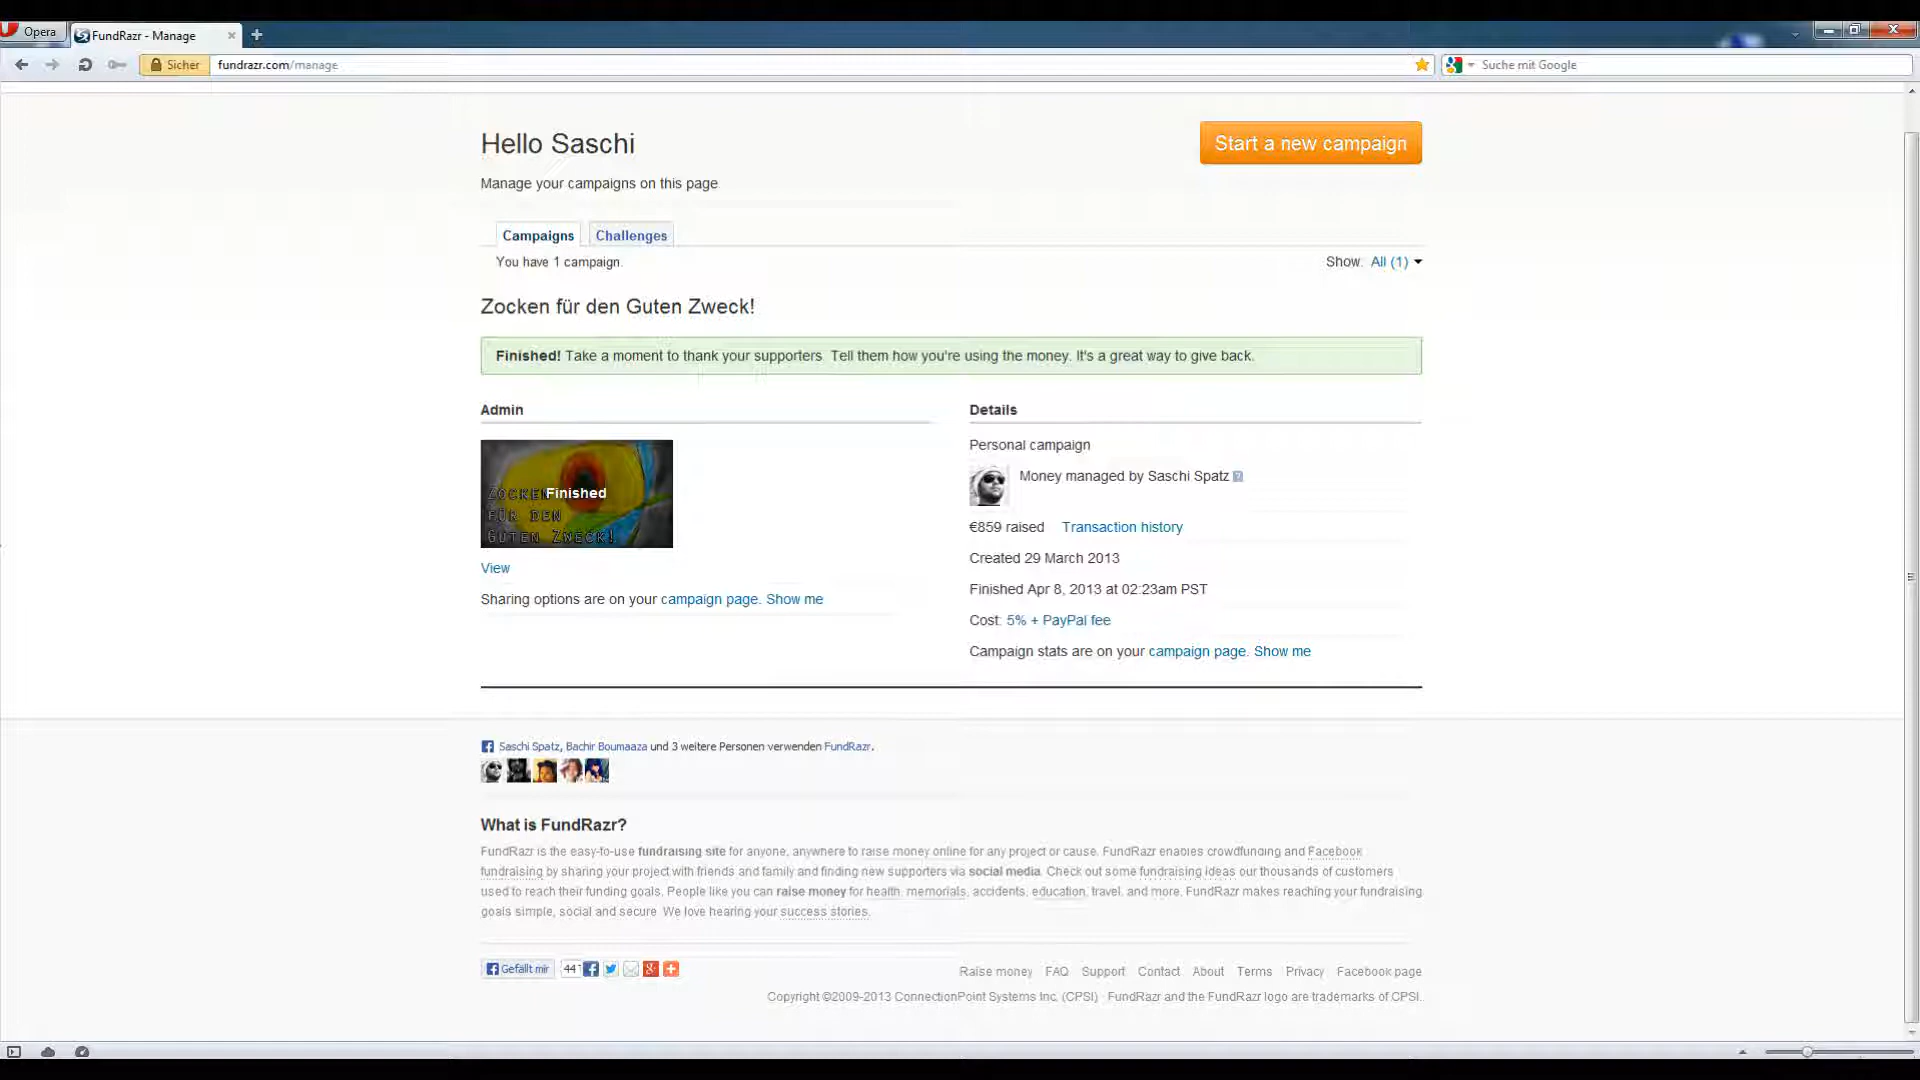 Opera
FundRazr - Manage
Sicher
fundrazr.com/manage
Suche mit Google
Hello Saschi
Start a new campaign
Manage your campaigns on this page
Campaigns
Challenges
You have 1 campaign.
Show: All (1)
Zocken für den Guten Zweck!
Finished! Take a moment to thank your supporters. Tell them how you're using the money. It's a great way to give back.
Admin
Details
Zocken
Finished
für den
Guten Zweck!
Personal campaign
Money managed by Saschi Spatz
€859 raised Transaction history
Created 29 March 2013
View
Finished Apr 8, 2013 at 02:23am PST
Sharing options are on your campaign page. Show me
Cost: 5% + PayPal fee
Campaign stats are on your campaign page. Show me
Saschi Spatz, Bachir Boumaaza und 3 weitere Personen verwenden FundRazr.
What is FundRazr?
FundRazr is the easy-to-use fundraising site for anyone, anywhere to raise money online for any project or cause. FundRazr enables crowdfunding and Facebook
fundraising by sharing your project with friends and family and finding new supporters via social media. Check out some fundraising ideas our thousands of customers
used to reach their funding goals. People like you can raise money for health, memorials, accidents, education, travel, and more. FundRazr makes reaching your fundraising
goals simple, social and secure. We love hearing your success stories.
Gefällt mir
Raise money FAQ Support Contact About Terms Privacy Facebook page
Copyright ©2009-2013 ConnectionPoint Systems Inc. (CPSI) · FundRazr and the FundRazr logo are trademarks of CPSI.